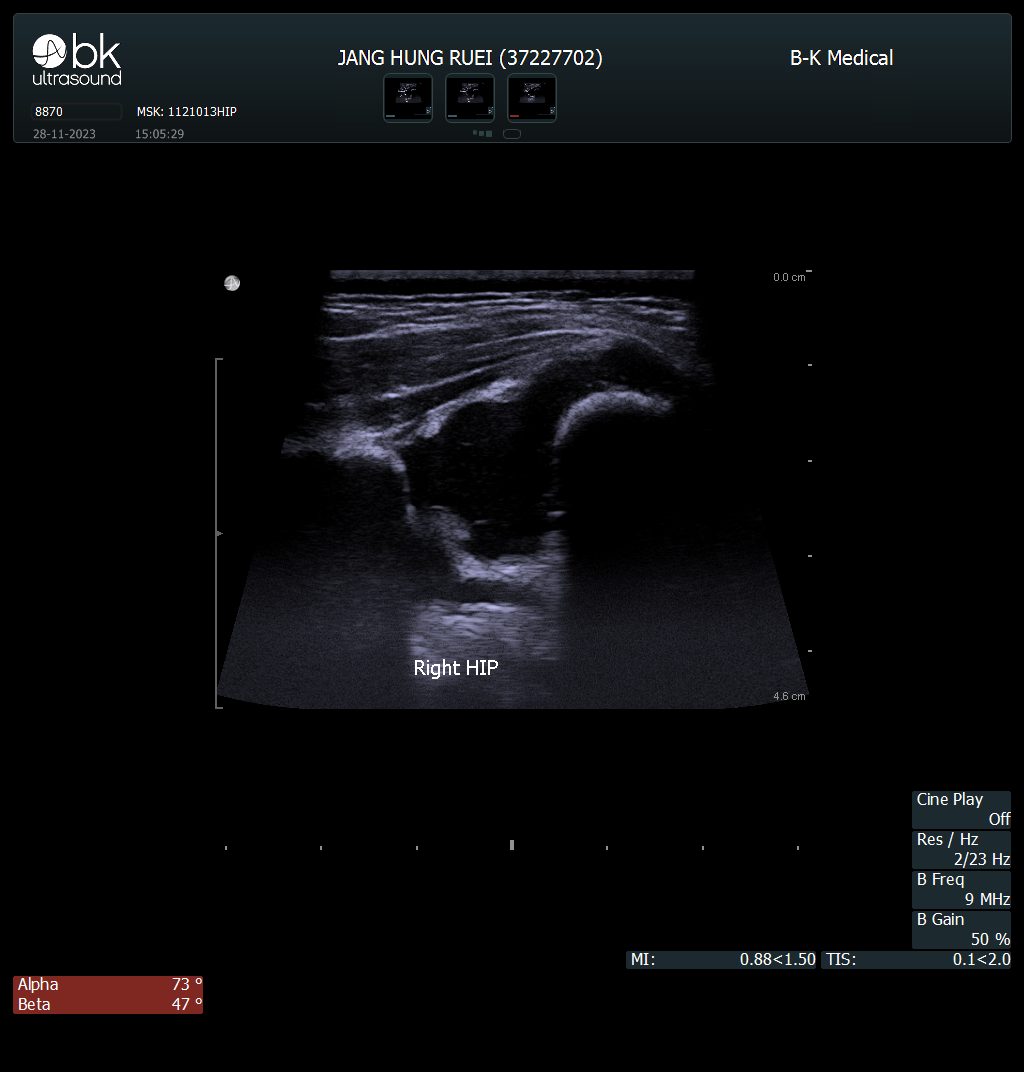 bk
ultrasound
JANG HUNG RUEI (37227702)
B-K Medical
8870
MSK: 1121013HIP
28-11-2023
15:05:29
0.0 cm
4.6 cm
Right HIP
Cine Play
Off
Res / Hz
2/23 Hz
B Freq
9 MHz
B Gain
50 %
MI: 0.88<1.50
TIS: 0.1<2.0
Alpha 73 °
Beta 47 °